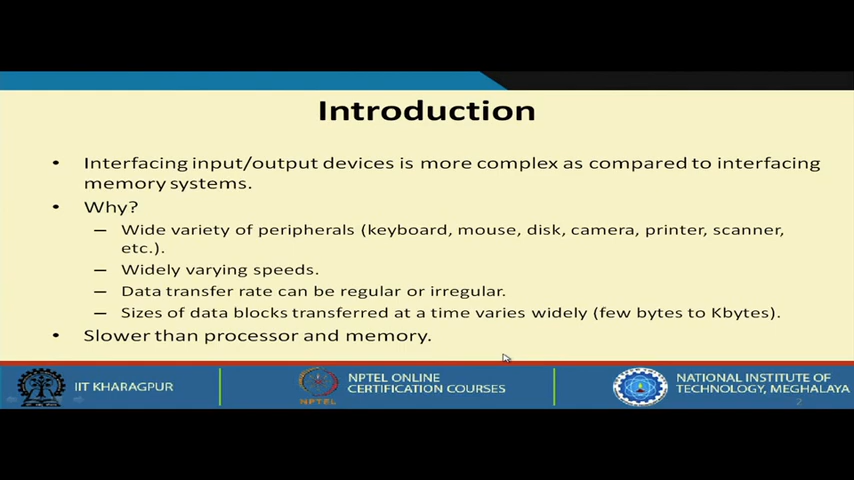 Introduction
• Interfacing input/output devices is more complex as compared to interfacing
memory systems.
• Why?
– Wide variety of peripherals (keyboard, mouse, disk, camera, printer, scanner,
etc.).
– Widely varying speeds.
– Data transfer rate can be regular or irregular.
– Sizes of data blocks transferred at a time varies widely (few bytes to Kbytes).
• Slower than processor and memory.
IIT KHARAGPUR
NPTEL
NPTEL ONLINE
CERTIFICATION COURSES
NATIONAL INSTITUTE OF
TECHNOLOGY, MEGHALAYA
2